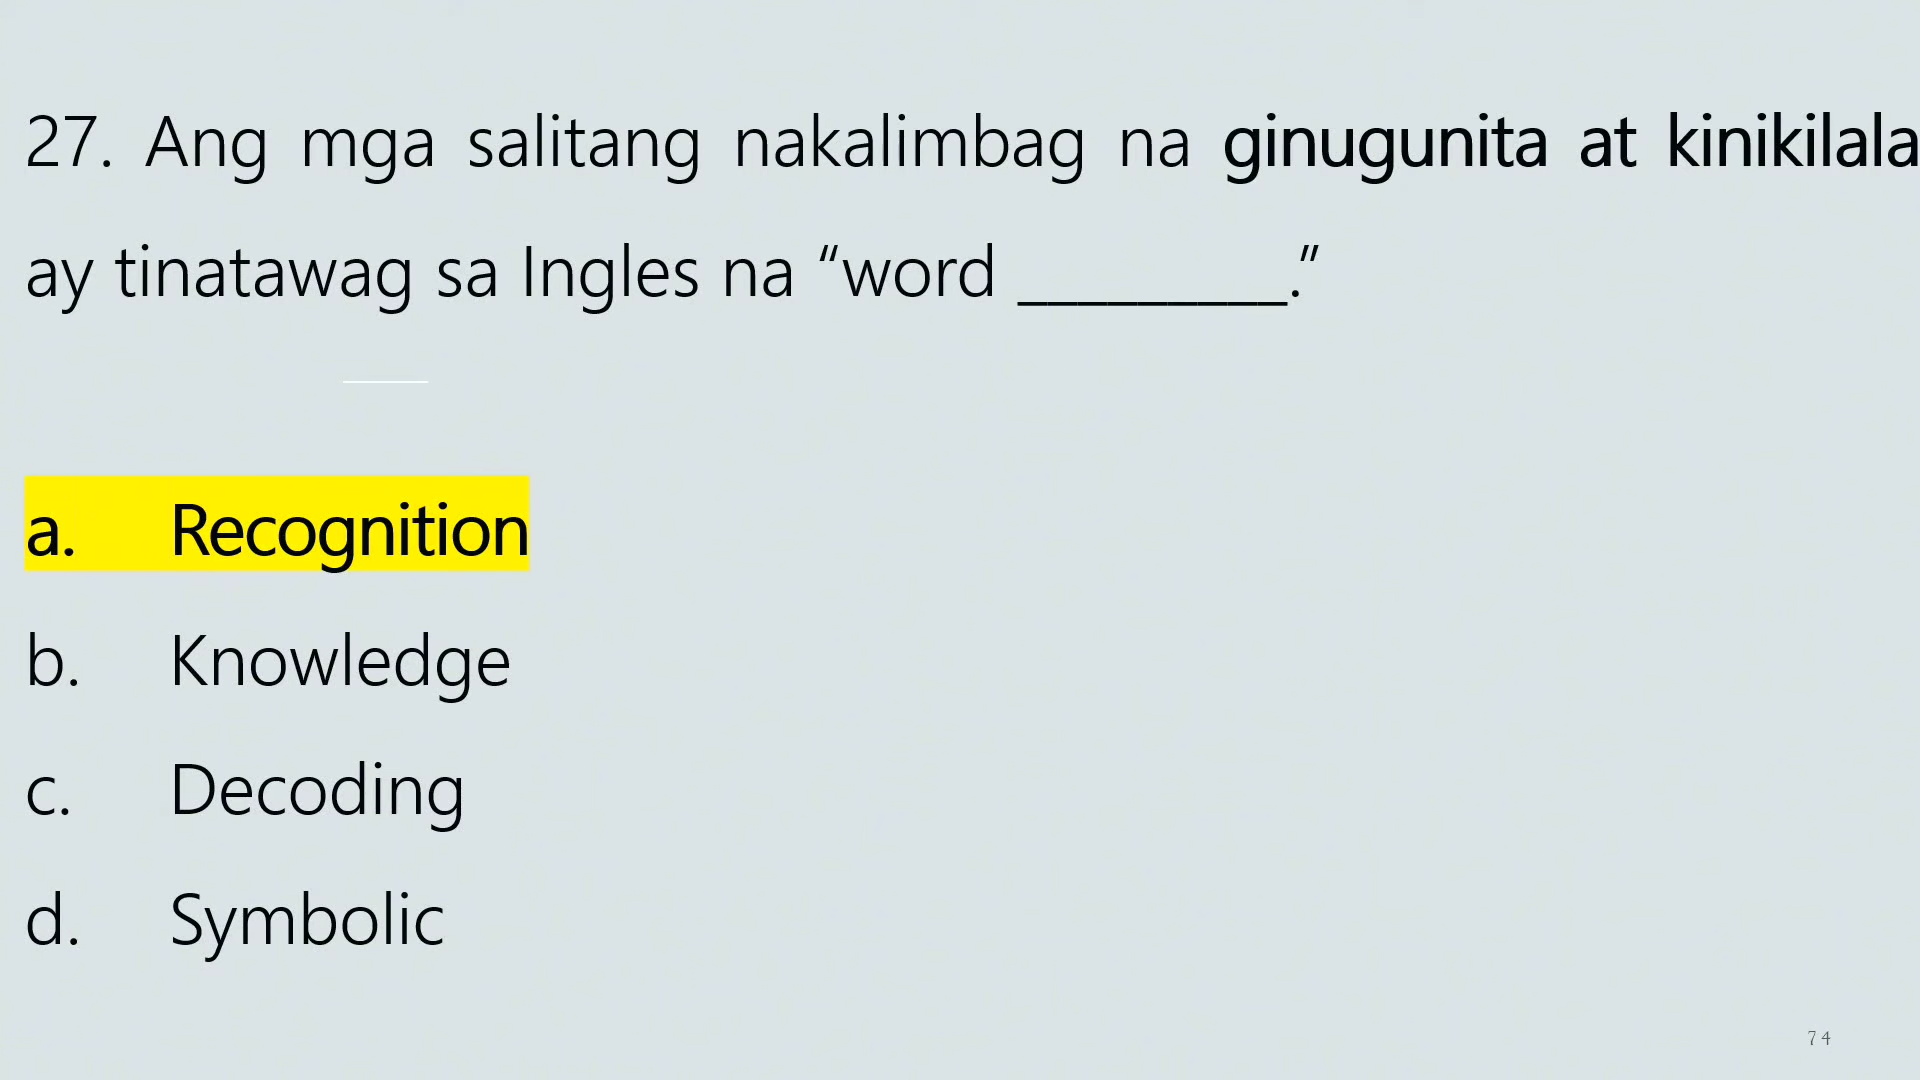 27. Ang mga salitang nakalimbag na ginugunita at kinikilala
ay tinatawag sa Ingles na “word _________.”
a. Recognition
b. Knowledge
c. Decoding
d. Symbolic
74